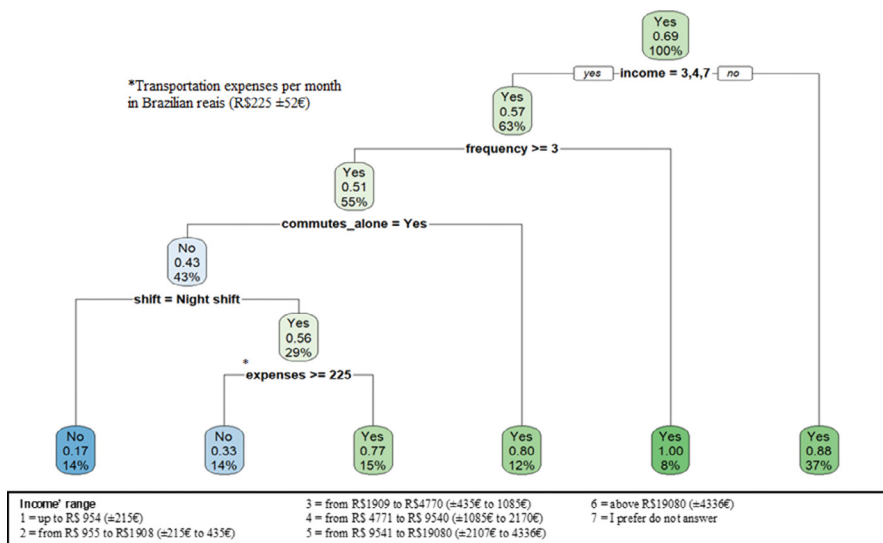 Yes
0.69
100%
yes income = 3,4,7 no
*Transportation expenses per month
in Brazilian reais (R$225 ±52€)
Yes
0.57
63%
frequency >= 3
Yes
0.51
55%
commutes_alone = Yes
No
0.43
43%
shift = Night shift
Yes
0.56
29%
*
expenses >= 225
No
0.17
14%
No
0.33
14%
Yes
0.77
15%
Yes
0.80
12%
Yes
1.00
8%
Yes
0.88
37%
Income' range
1 = up to R$ 954 (±215€)
2 = from R$ 955 to R$1908 (±215€ to 435€)
3 = from R$1909 to R$4770 (±435€ to 1085€)
4 = from R$ 4771 to R$ 9540 (±1085€ to 2170€)
5 = from R$ 9541 to R$19080 (±2107€ to 4336€)
6 = above R$19080 (±4336€)
7 = I prefer do not answer